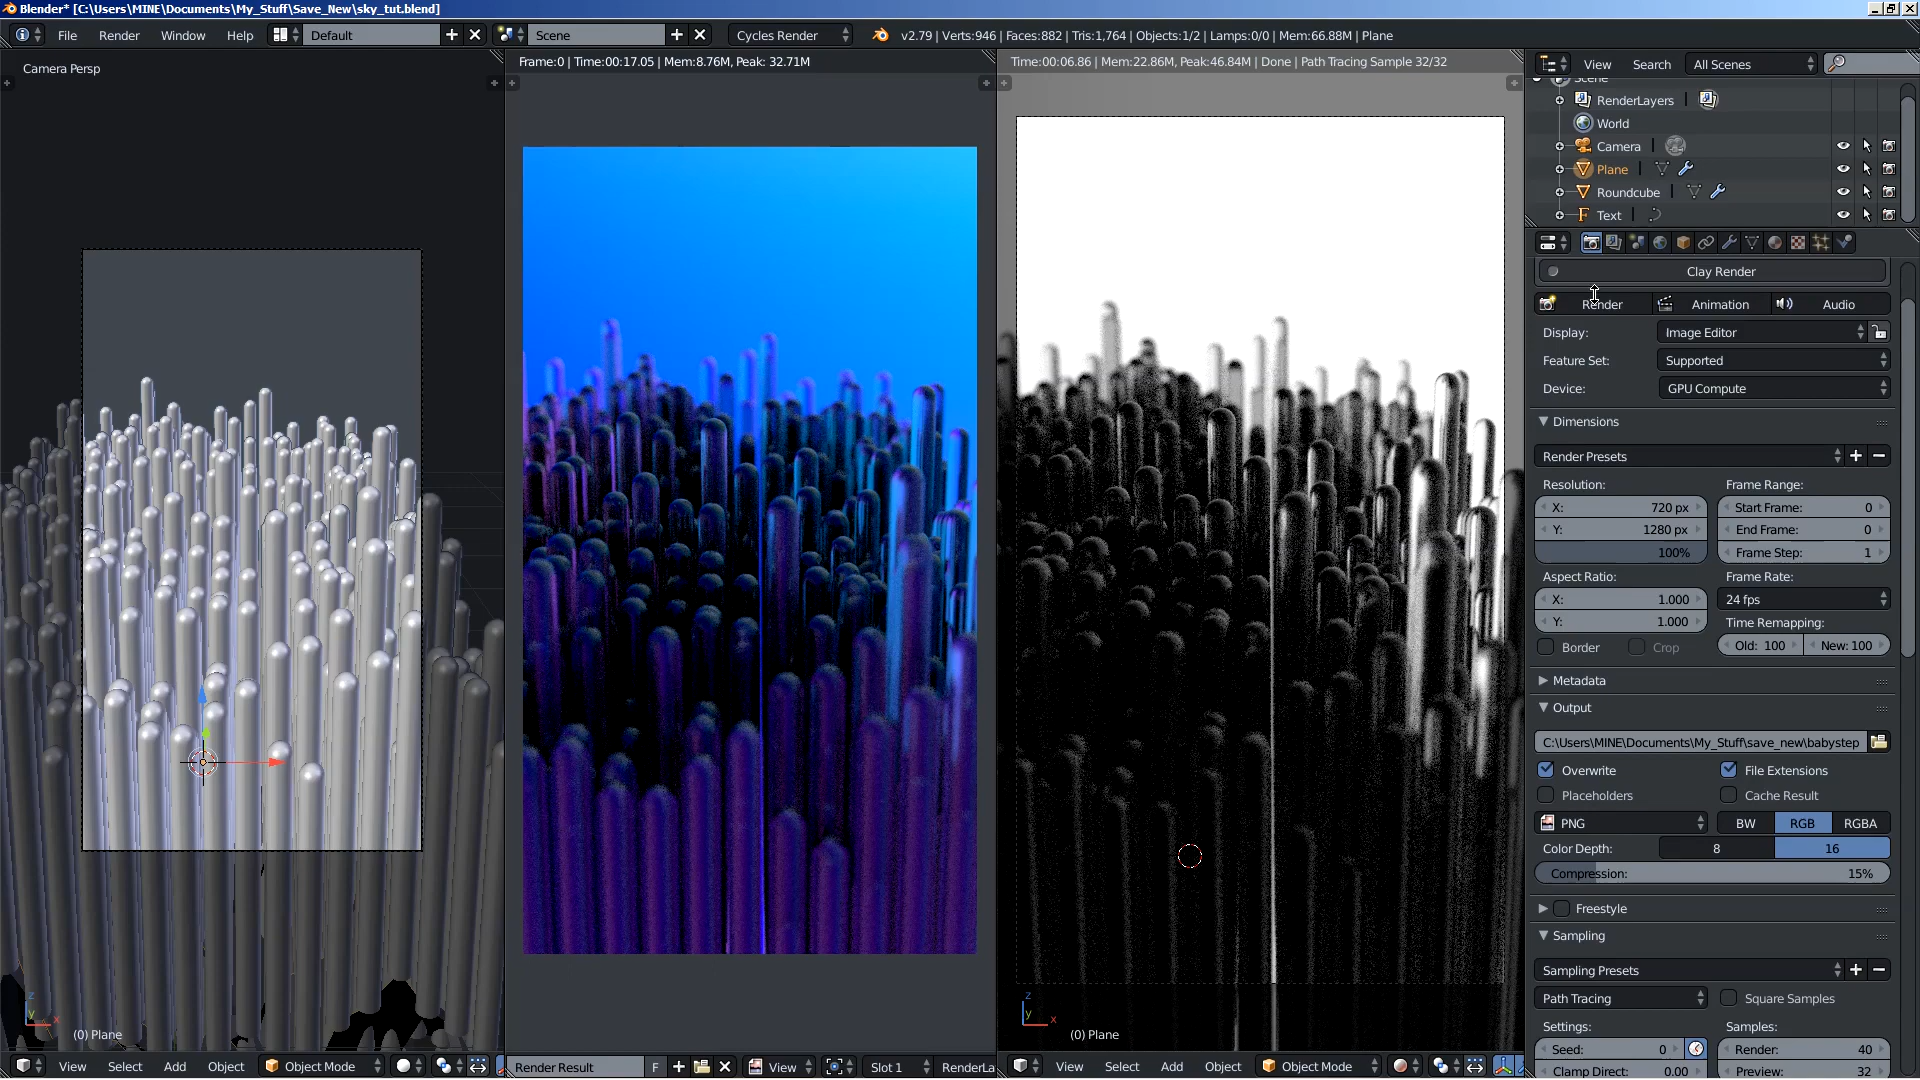 Blender* [C:\Users\MINE\Documents\My_Stuff\Save_New\sky_tut.blend]
File Render Window Help Default Scene Cycles Render v2.79 | Verts:946 | Faces:882 | Tris:1,764 | Objects:1/2 | Lamps:0/0 | Mem:66.88M | Plane
Camera Persp
Frame:0 | Time:00:17.05 | Mem:8.76M, Peak: 32.71M
Time:00:06.86 | Mem:22.86M, Peak:46.84M | Done | Path Tracing Sample 32/32
View Search All Scenes
Scene
RenderLayers
World
Camera
Plane
Roundcube
F Text
Clay Render
Render Animation Audio
Display: Image Editor
Feature Set: Supported
Device: GPU Compute
Dimensions
Render Presets
Resolution: Frame Range:
X: 720 px Start Frame: 0
Y: 1280 px End Frame: 0
100% Frame Step: 1
Aspect Ratio: Frame Rate:
X: 1.000 24 fps
Y: 1.000 Time Remapping:
Border Crop Old: 100 New: 100
Metadata
Output
C:\Users\MINE\Documents\My_Stuff\save_new\babystep
Overwrite File Extensions
Placeholders Cache Result
PNG BW RGB RGBA
Color Depth: 8 16
Compression: 15%
Freestyle
Sampling
Sampling Presets
Path Tracing Square Samples
Settings: Samples:
Seed: 0 Render: 40
Clamp Direct: 0.00 Preview: 32
z
y
x
(0) Plane
z
y
x
(0) Plane
View Select Add Object Object Mode
Render Result F View Slot 1 RenderLa
View Select Add Object Object Mode